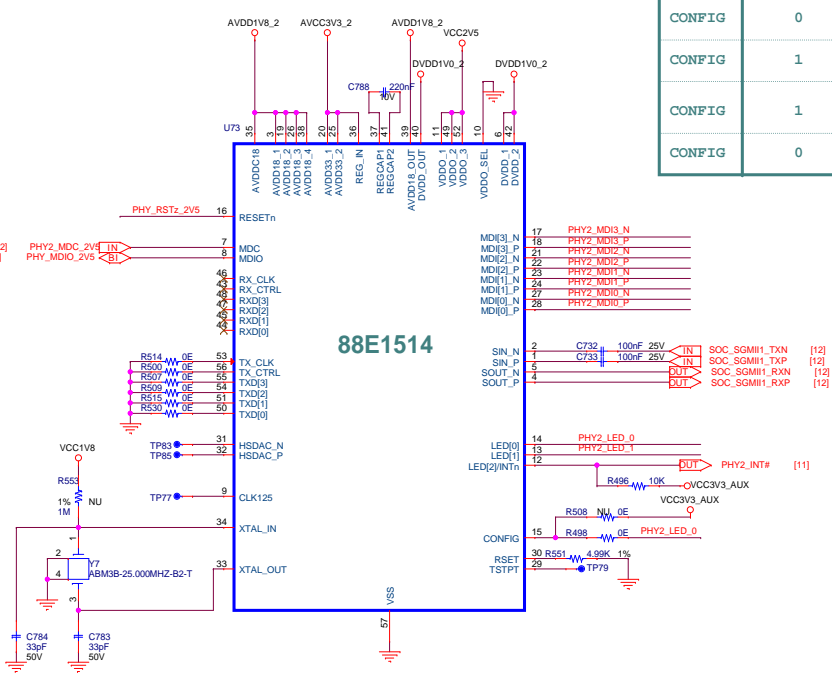 CONFIG 0
CONFIG 1
CONFIG 1
CONFIG 0
AVDD1V8_2 AVCC3V3_2 AVDD1V8_2 VCC2V5
DVDD1V0_2 DVDD1V0_2
C788 220nF
10V
U73
35 3 19 26 38 20 25 36 37 41 39 40 11 49 52 10 6 42
AVDDC18
AVDD18_1
AVDD18_2
AVDD18_3
AVDD18_4
AVDD33_1
AVDD33_2
REG_IN
REGCAP1
REGCAP2
AVDD18_OUT
DVDD_OUT
VDDO_1
VDDO_2
VDDO_3
VDDO_SEL
DVDD_1
DVDD_2
PHY_RSTz_2V5 16 RESETn
2] PHY2_MDC_2V5 IN 7 MDC
] PHY_MDIO_2V5 BI 8 MDIO
46 RX_CLK
43 RX_CTRL
48 RXD[3]
47 RXD[2]
45 RXD[1]
44 RXD[0]
R514 0E 53 TX_CLK
R500 0E 56 TX_CTRL
R507 0E 55 TXD[3]
R509 0E 54 TXD[2]
R515 0E 51 TXD[1]
R530 0E 50 TXD[0]
TP83 31 HSDAC_N
TP85 32 HSDAC_P
TP77 9 CLK125
34 XTAL_IN
33 XTAL_OUT
VCC1V8
R553
1% NU
1M
1
2
4
3
Y7
ABM3B-25.000MHZ-B2-T
C784
33pF
50V
C783
33pF
50V
88E1514
VSS
57
MDI[3]_N 17 PHY2_MDI3_N
MDI[3]_P 18 PHY2_MDI3_P
MDI[2]_N 21 PHY2_MDI2_N
MDI[2]_P 22 PHY2_MDI2_P
MDI[1]_N 23 PHY2_MDI1_N
MDI[1]_P 24 PHY2_MDI1_P
MDI[0]_N 27 PHY2_MDI0_N
MDI[0]_P 28 PHY2_MDI0_P
SIN_N 2 C732 100nF 25V IN SOC_SGMII1_TXN [12]
SIN_P 1 C733 100nF 25V IN SOC_SGMII1_TXP [12]
SOUT_N 5 OUT SOC_SGMII1_RXN [12]
SOUT_P 4 OUT SOC_SGMII1_RXP [12]
LED[0] 14 PHY2_LED_0
LED[1] 13 PHY2_LED_1
LED[2]/INTn 12 OUT PHY2_INT# [11]
R496 10K VCC3V3_AUX
VCC3V3_AUX
R508 NU 0E
CONFIG 15 R498 0E PHY2_LED_0
RSET 30 R551 4.99K 1%
TSTPT 29 TP79